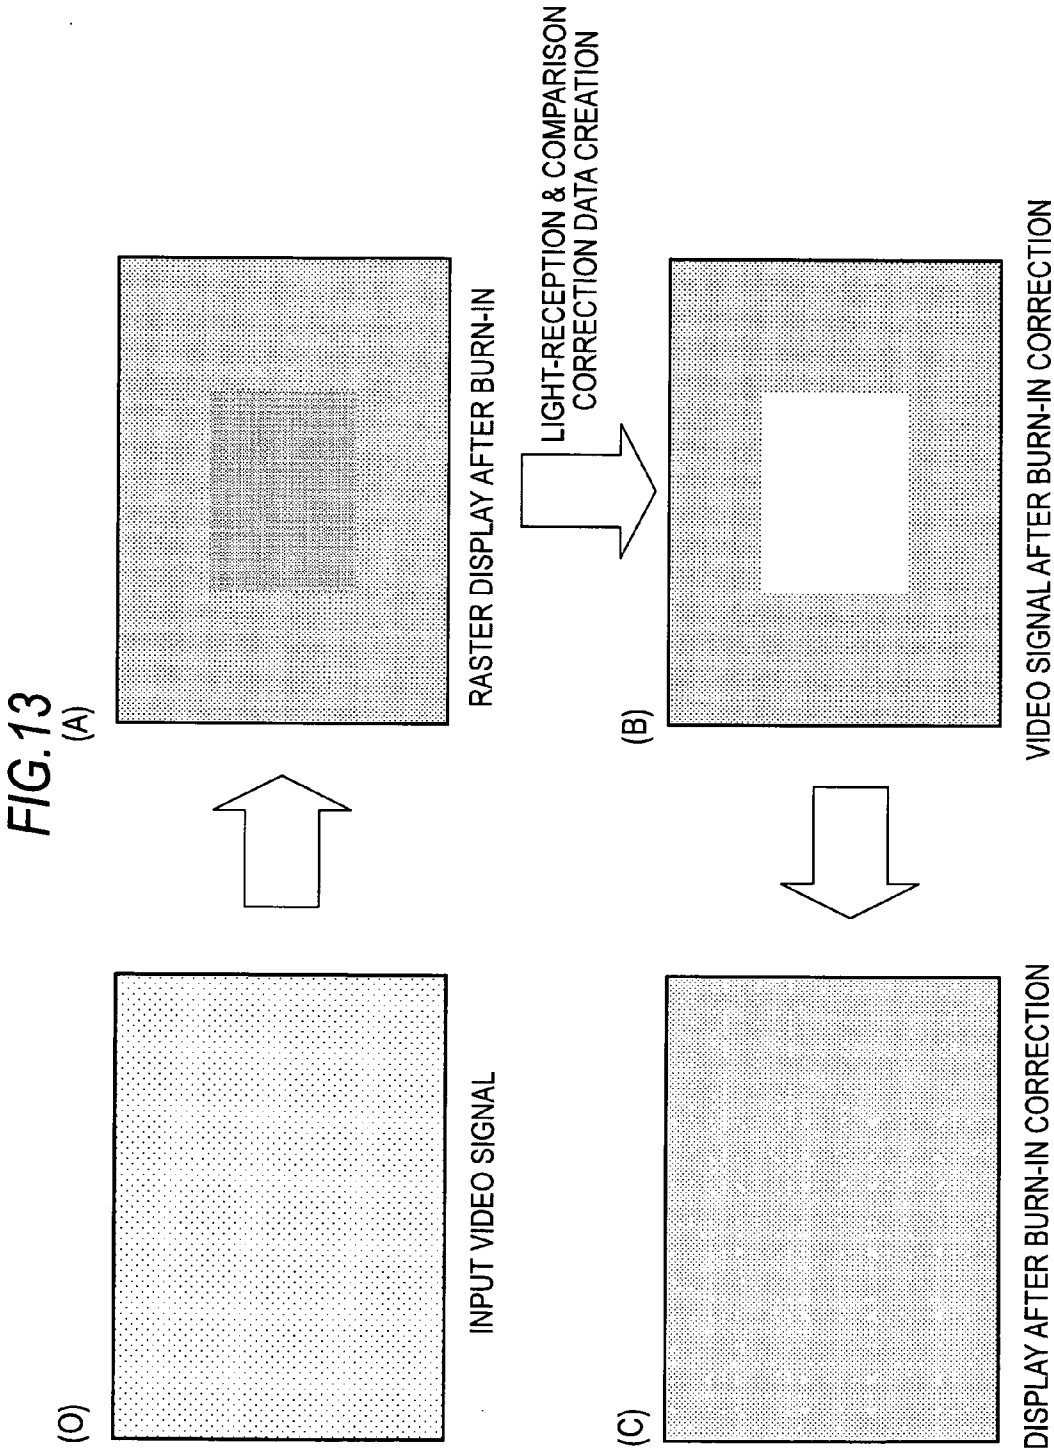 FIG.13
(O)
INPUT VIDEO SIGNAL
(A)
RASTER DISPLAY AFTER BURN-IN
LIGHT-RECEPTION & COMPARISON
CORRECTION DATA CREATION
(B)
VIDEO SIGNAL AFTER BURN-IN CORRECTION
(C)
DISPLAY AFTER BURN-IN CORRECTION